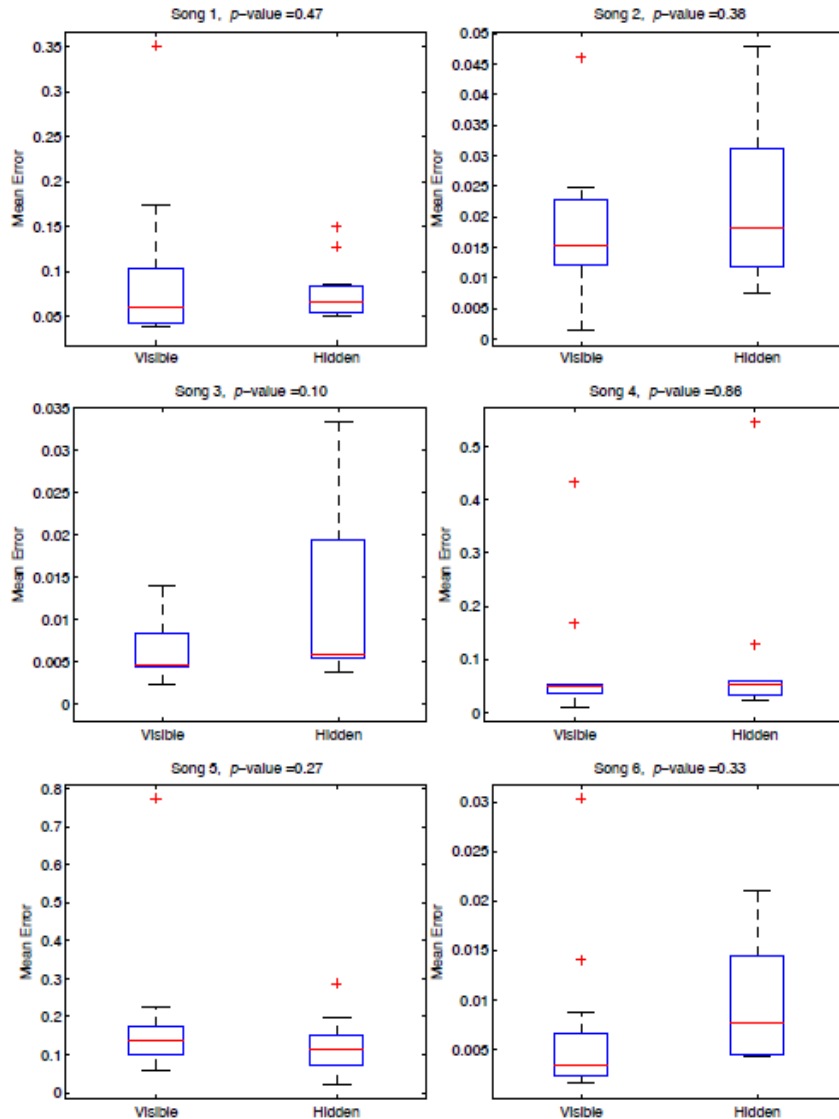 Song 1, p-value =0.47
0.35
0.3
0.25
0.2
0.15
0.1
0.05
Mean Error
Visible
Hidden
Song 2, p-value =0.38
0.05
0.045
0.04
0.035
0.03
0.025
0.02
0.015
0.01
0.005
0
Mean Error
Visible
Hidden
Song 3, p-value =0.10
0.035
0.03
0.025
0.02
0.015
0.01
0.005
0
Mean Error
Visible
Hidden
Song 4, p-value =0.86
0.5
0.4
0.3
0.2
0.1
0
Mean Error
Visible
Hidden
Song 5, p-value =0.27
0.8
0.7
0.6
0.5
0.4
0.3
0.2
0.1
0
Mean Error
Visible
Hidden
Song 6, p-value =0.33
0.03
0.025
0.02
0.015
0.01
0.005
Mean Error
Visible
Hidden